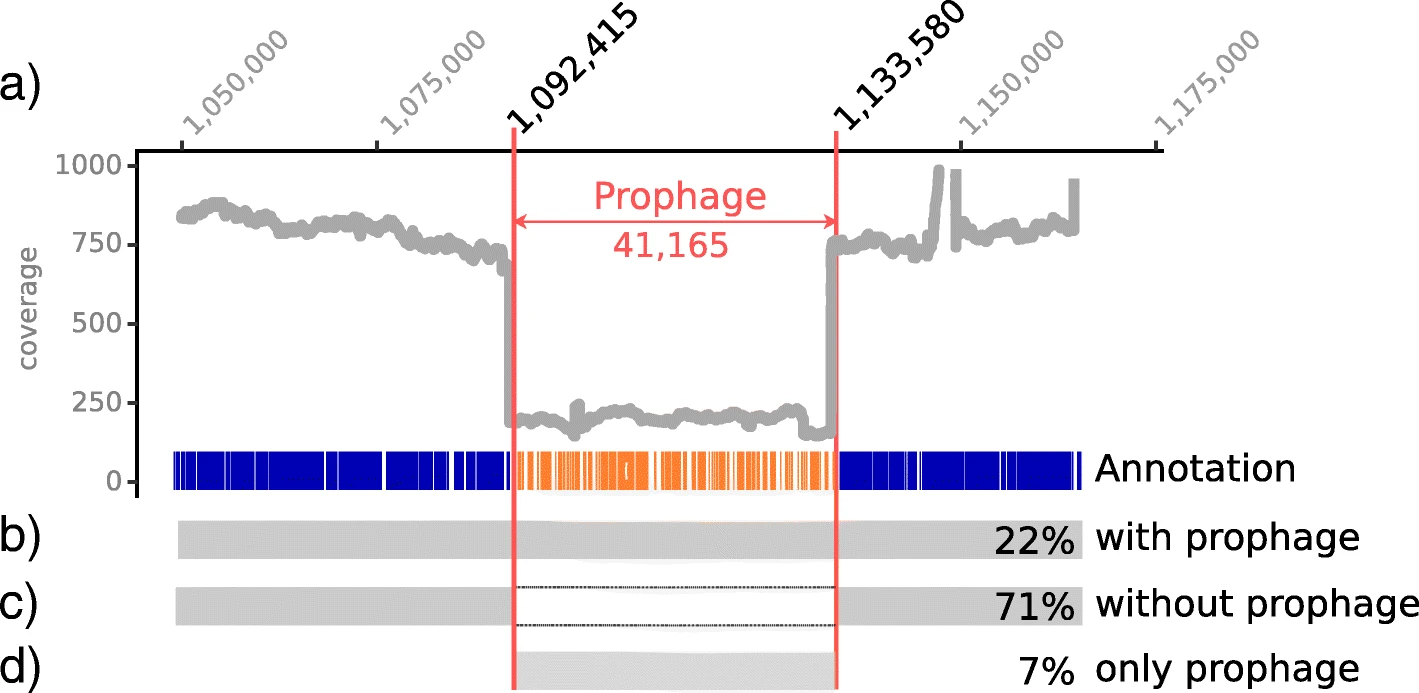 a)
1,050,000
1,075,000
1,092,415
1,133,580
1,150,000
1,175,000
coverage
1000
750
500
250
0
Prophage
41,165
Annotation
b)
22% with prophage
c)
71% without prophage
d)
7% only prophage